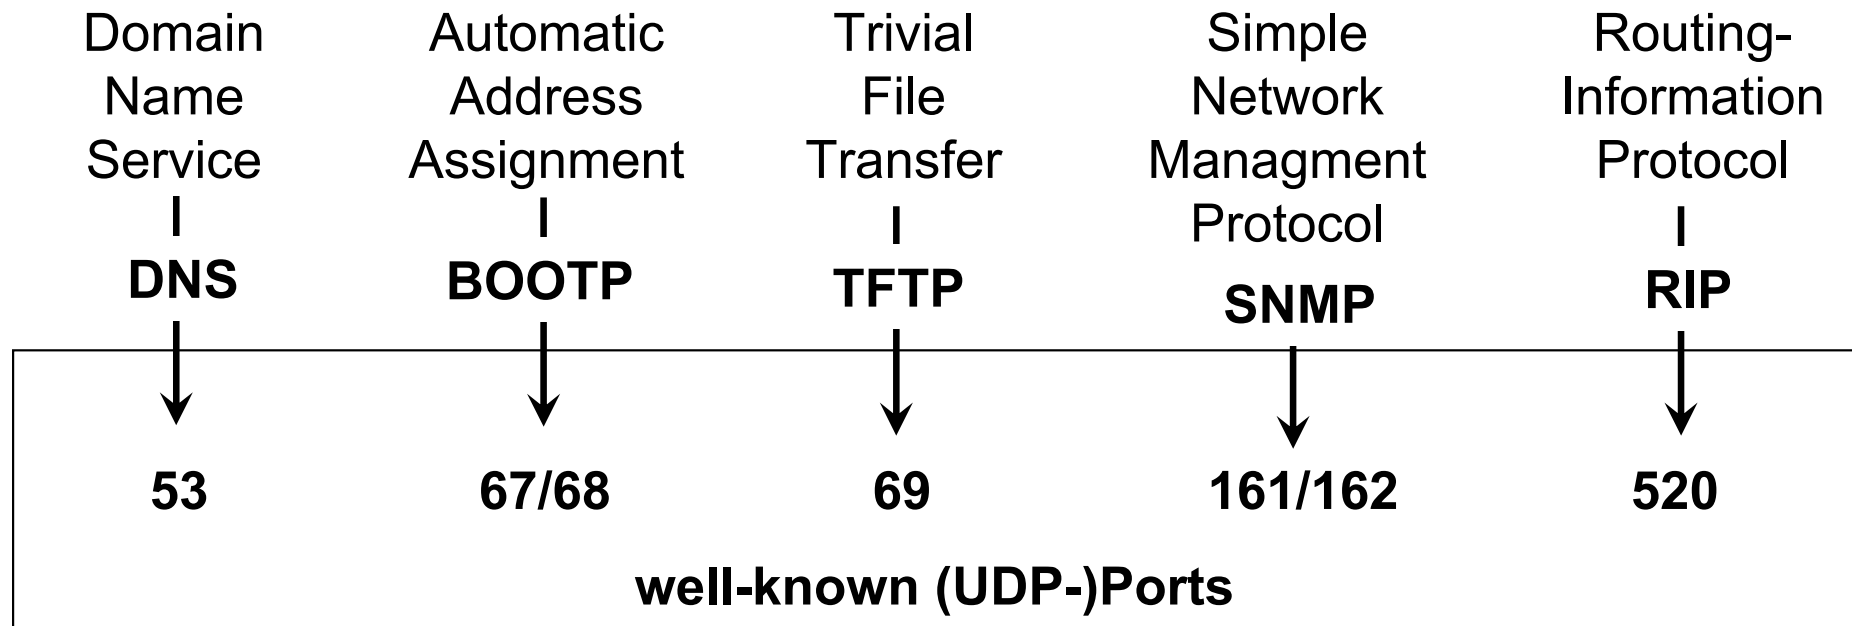 Domain
Name
Service
DNS
53
Automatic
Address
Assignment
BOOTP
67/68
Trivial
File
Transfer
TFTP
69
Simple
Network
Managment
Protocol
SNMP
161/162
Routing-
Information
Protocol
RIP
520
well-known (UDP-)Ports